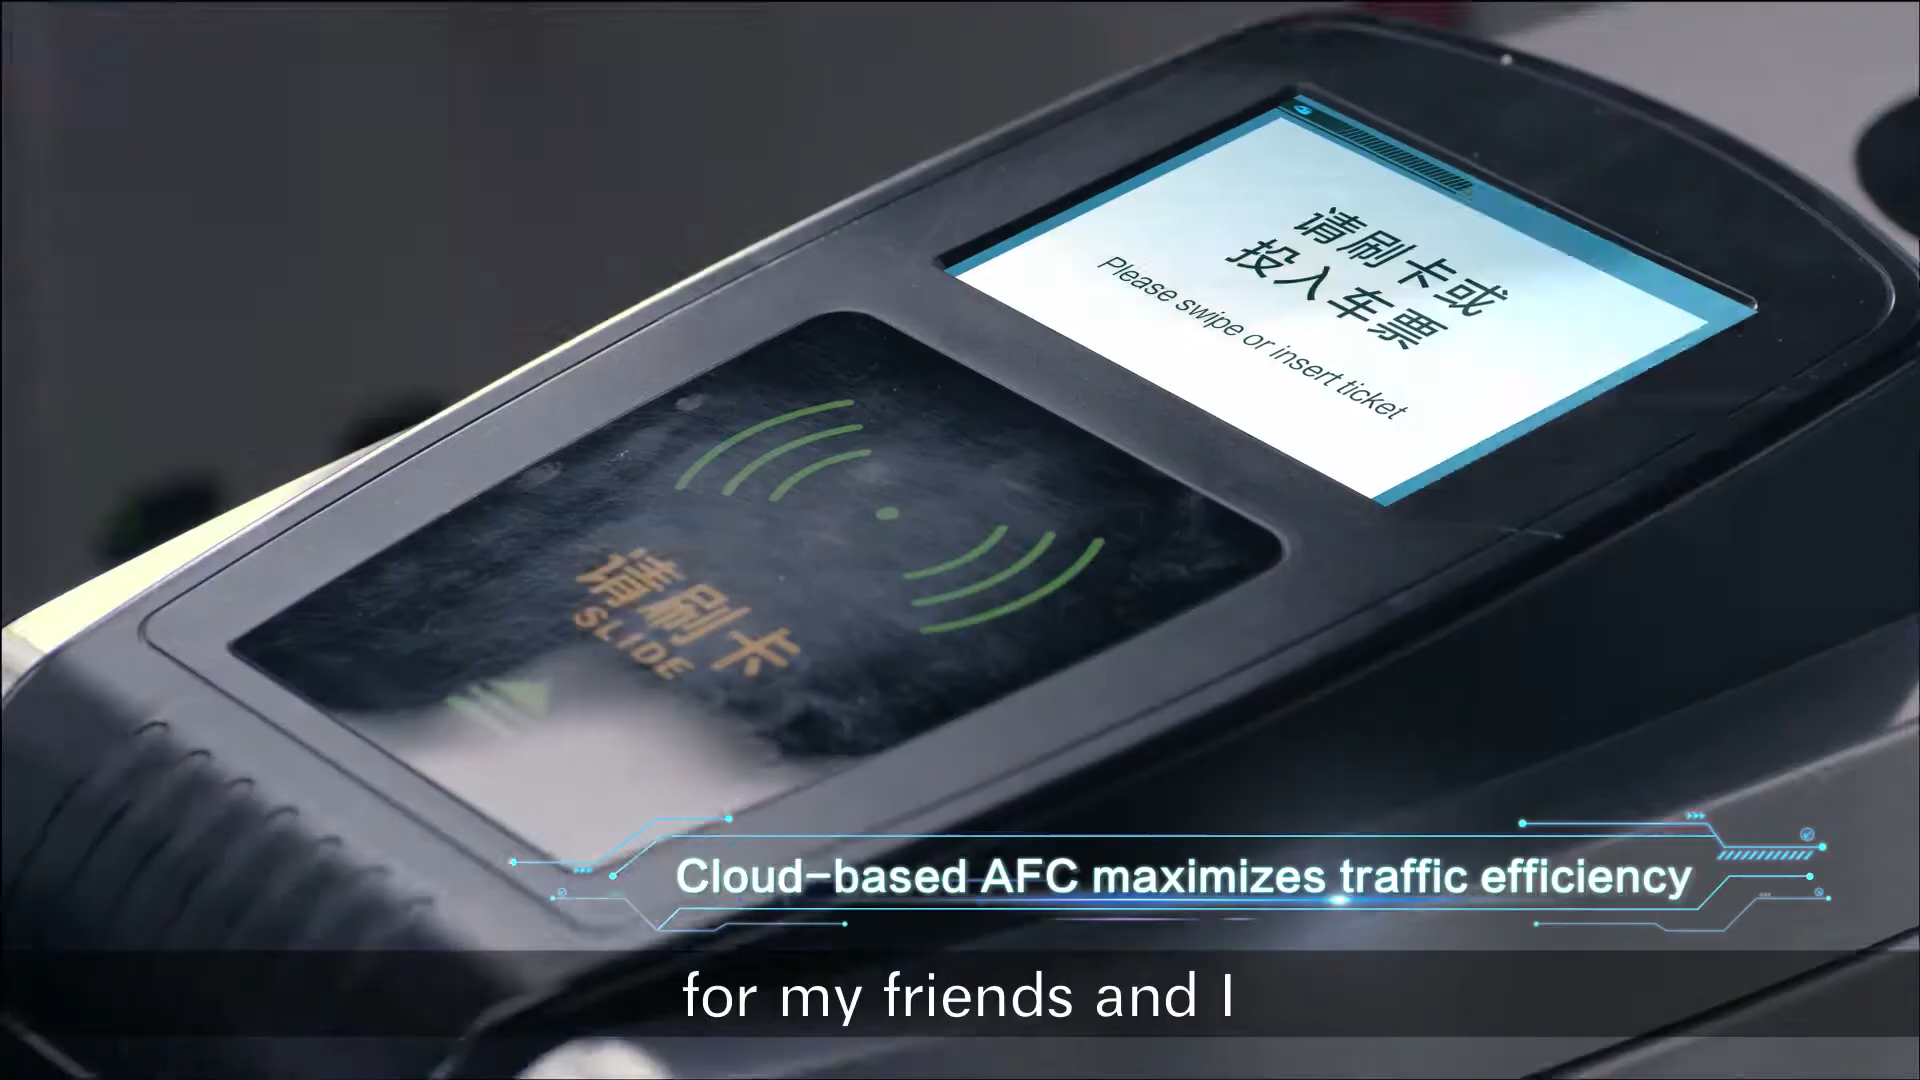 请刷卡或
投入车票
Please swipe or insert ticket
请刷卡
SLIDE
Cloud-based AFC maximizes traffic efficiency
for my friends and I